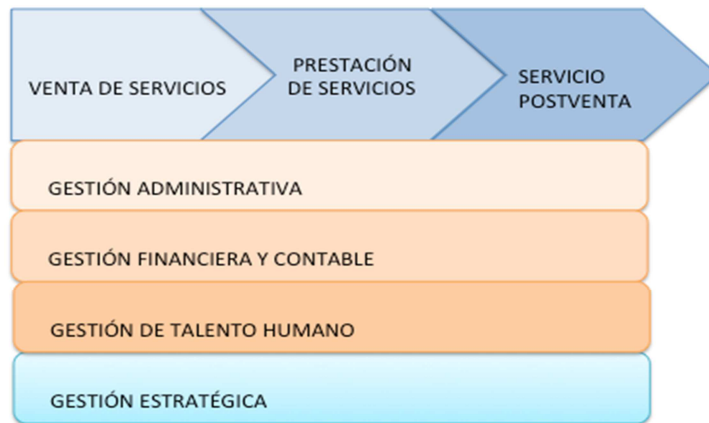 VENTA DE SERVICIOS
PRESTACIÓN
DE SERVICIOS
SERVICIO
POSTVENTA
GESTIÓN ADMINISTRATIVA
GESTIÓN FINANCIERA Y CONTABLE
GESTIÓN DE TALENTO HUMANO
GESTIÓN ESTRATÉGICA